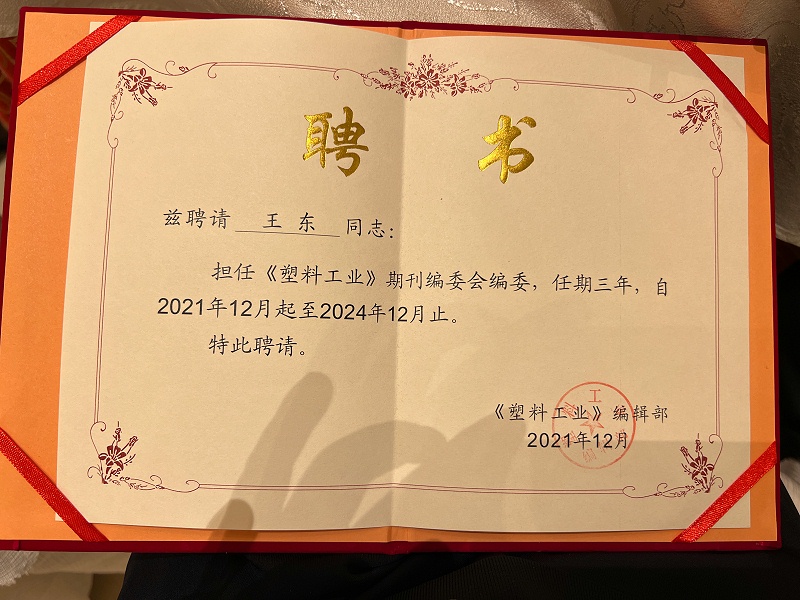 聘书
兹聘请 王东 同志：
担任《塑料工业》期刊编委会编委，任期三年，自
2021年12月起至2024年12月止。
特此聘请。
《塑料工业》编辑部
2021年12月